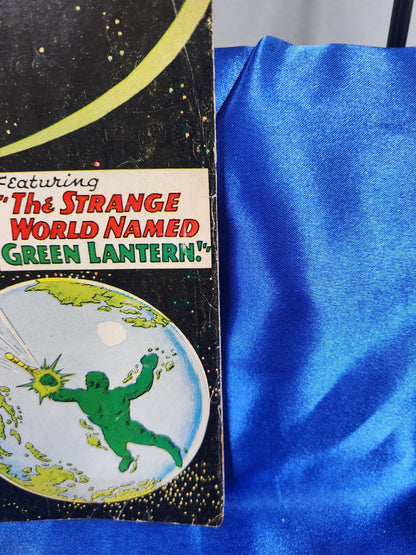 Featuring
"The STRANGE
WORLD NAMED
GREEN LANTERN!"